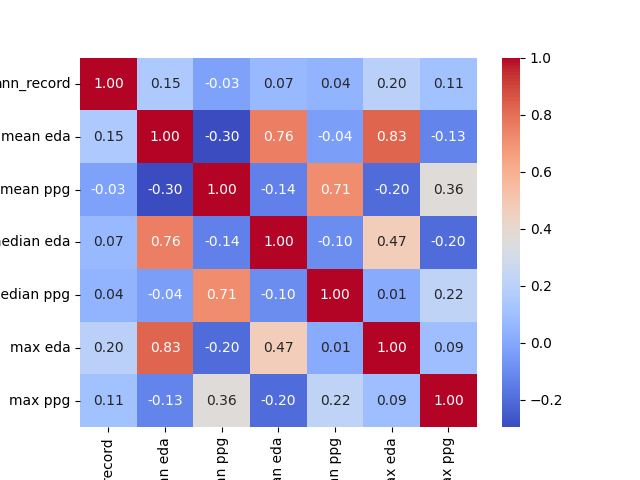 nn_record 1.00 0.15 -0.03 0.07 0.04 0.20 0.11
mean eda 0.15 1.00 -0.30 0.76 -0.04 0.83 -0.13
mean ppg -0.03 -0.30 1.00 -0.14 0.71 -0.20 0.36
edian eda 0.07 0.76 -0.14 1.00 -0.10 0.47 -0.20
edian ppg 0.04 -0.04 0.71 -0.10 1.00 0.01 0.22
max eda 0.20 0.83 -0.20 0.47 0.01 1.00 0.09
max ppg 0.11 -0.13 0.36 -0.20 0.22 0.09 1.00
record
an eda
an ppg
an eda
an ppg
ax eda
ax ppg
1.0
0.8
0.6
0.4
0.2
0.0
−0.2